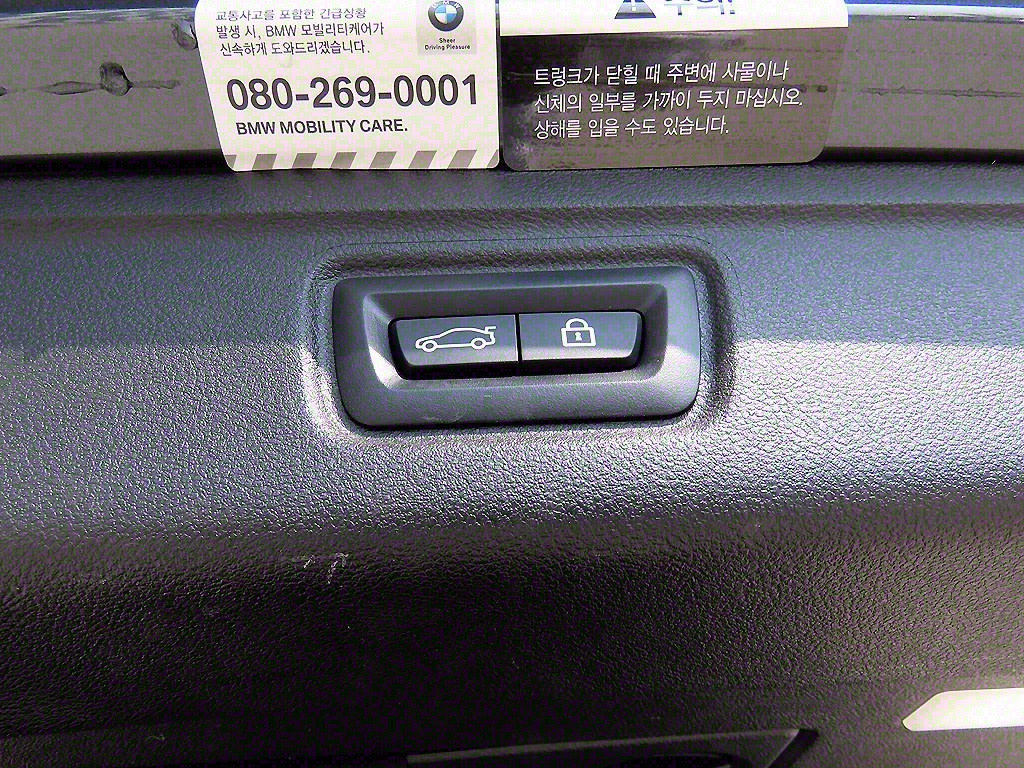 교통사고를 포함한 긴급상황
발생 시, BMW 모빌리티케어가
신속하게 도와드리겠습니다.
Sheer
Driving Pleasure
080-269-0001
BMW MOBILITY CARE.
트렁크가 닫힐 때 주변에 사물이나
신체의 일부를 가까이 두지 마십시오.
상해를 입을 수도 있습니다.